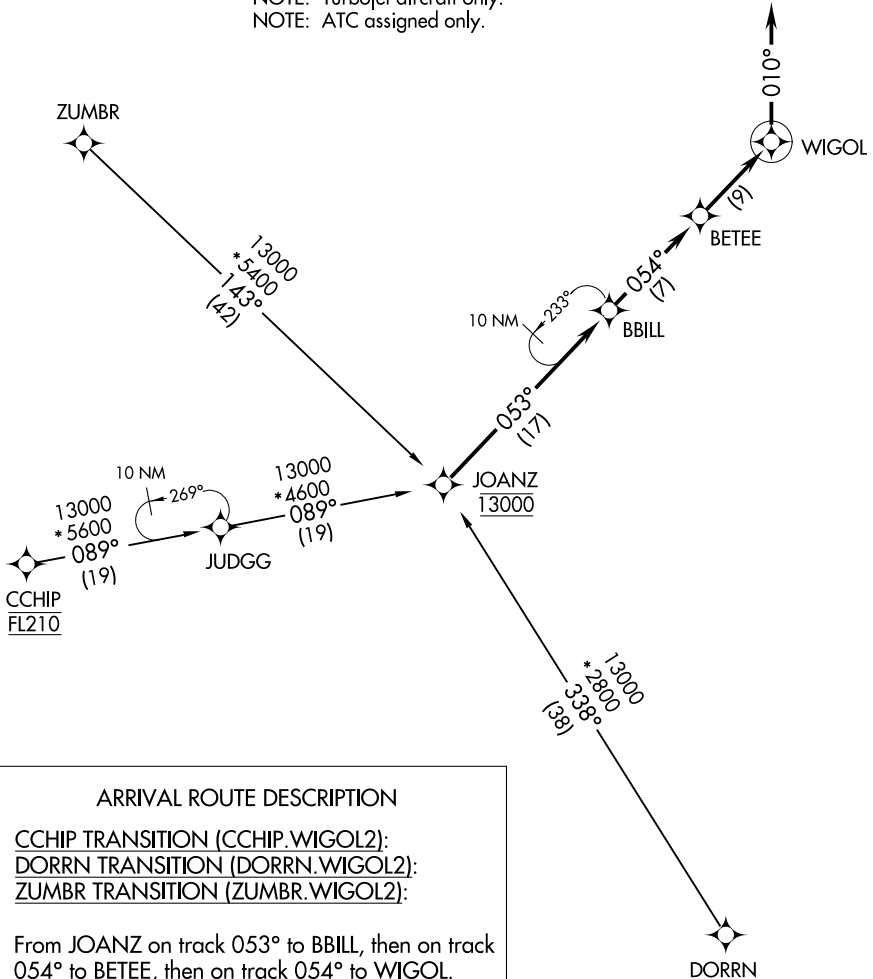 NOTE: Turbojet aircraft only.
NOTE: ATC assigned only.
010°
ZUMBR
WIGOL
(9)
BETEE
13000
*5400
143°
(42)
054°
(7)
10 NM
233°
BBILL
053°
(17)
10 NM
269°
13000
*4600
089°
(19)
JOANZ
13000
13000
*5600
089°
(19)
JUDGG
CCHIP
FL210
13000
*2800
338°
(38)
ARRIVAL ROUTE DESCRIPTION
CCHIP TRANSITION (CCHIP.WIGOL2):
DORRN TRANSITION (DORRN.WIGOL2):
ZUMBR TRANSITION (ZUMBR.WIGOL2):
From JOANZ on track 053° to BBILL, then on track
054° to BETEE, then on track 054° to WIGOL.
DORRN